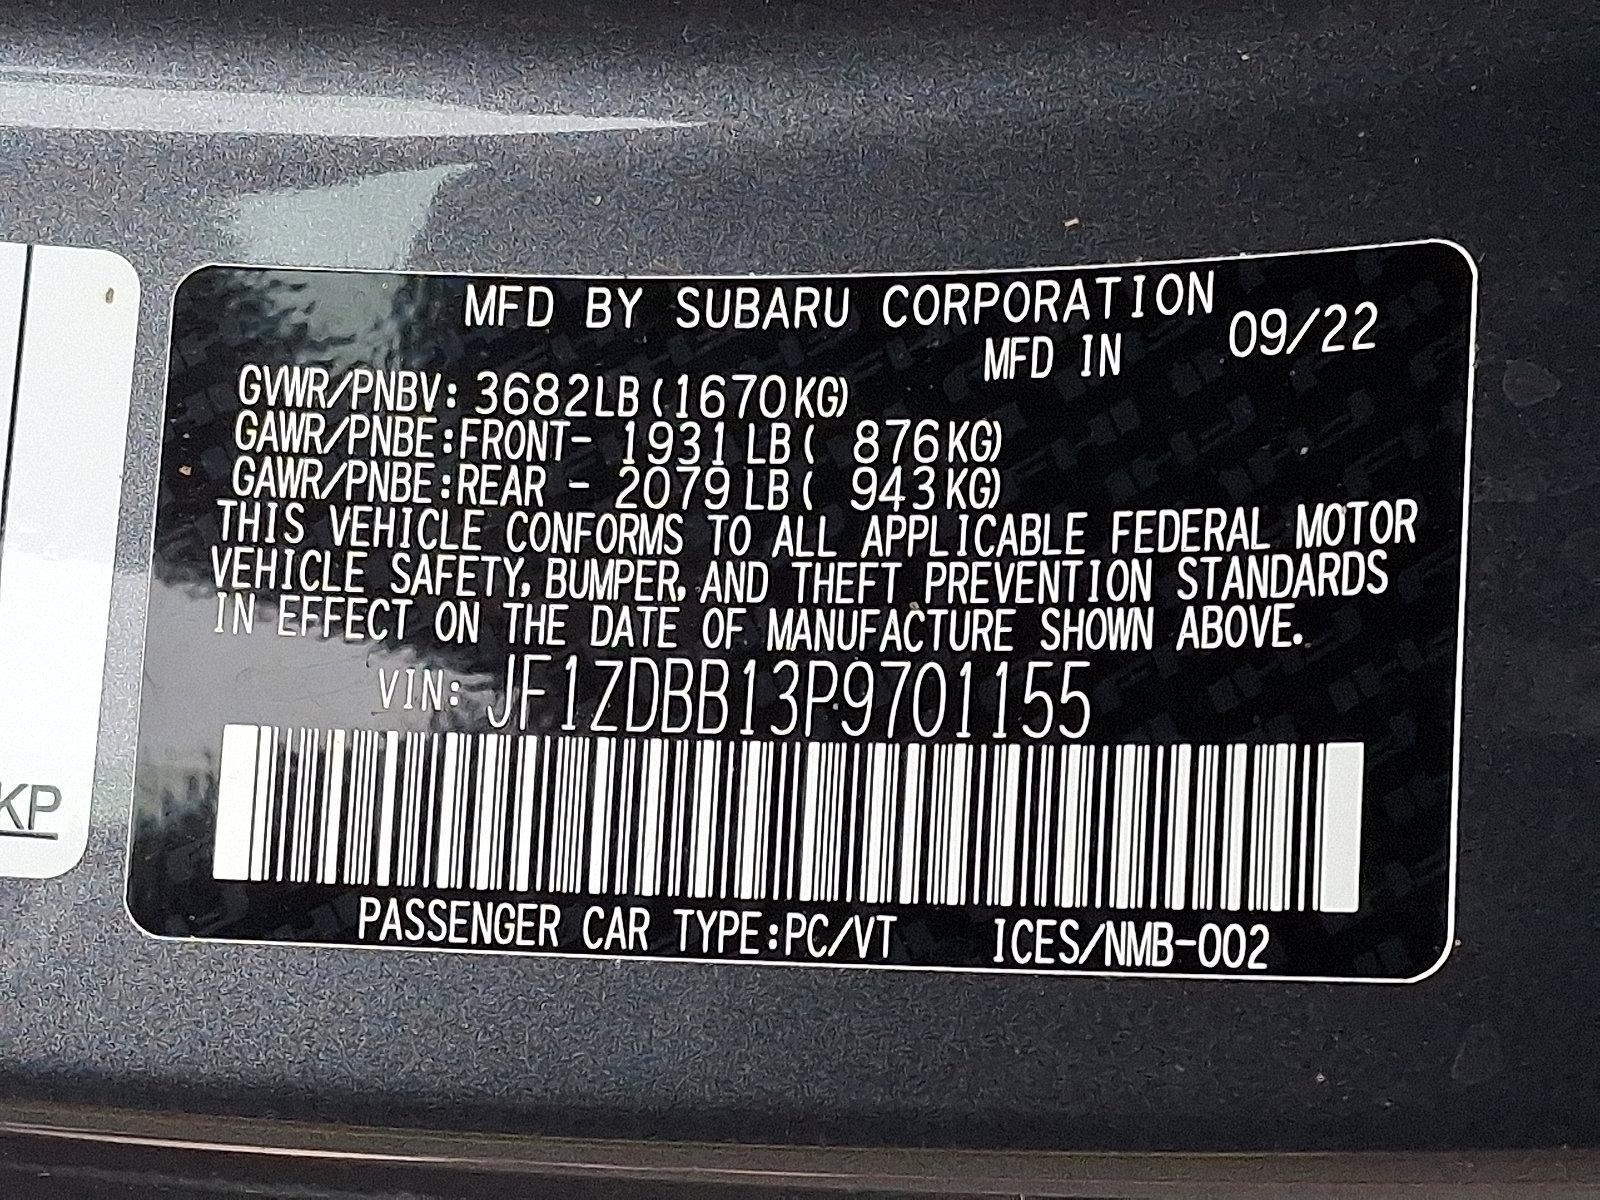 MFD BY SUBARU CORPORATION
MFD IN 09/22
GVWR/PNBV: 3682LB(1670KG)
GAWR/PNBE:FRONT- 1931LB( 876KG)
GAWR/PNBE:REAR - 2079LB( 943KG)
THIS VEHICLE CONFORMS TO ALL APPLICABLE FEDERAL MOTOR
VEHICLE SAFETY, BUMPER, AND THEFT PREVENTION STANDARDS
IN EFFECT ON THE DATE OF MANUFACTURE SHOWN ABOVE.
VIN: JF1ZDBB13P9701155
PASSENGER CAR TYPE:PC/VT ICES/NMB-002
KP